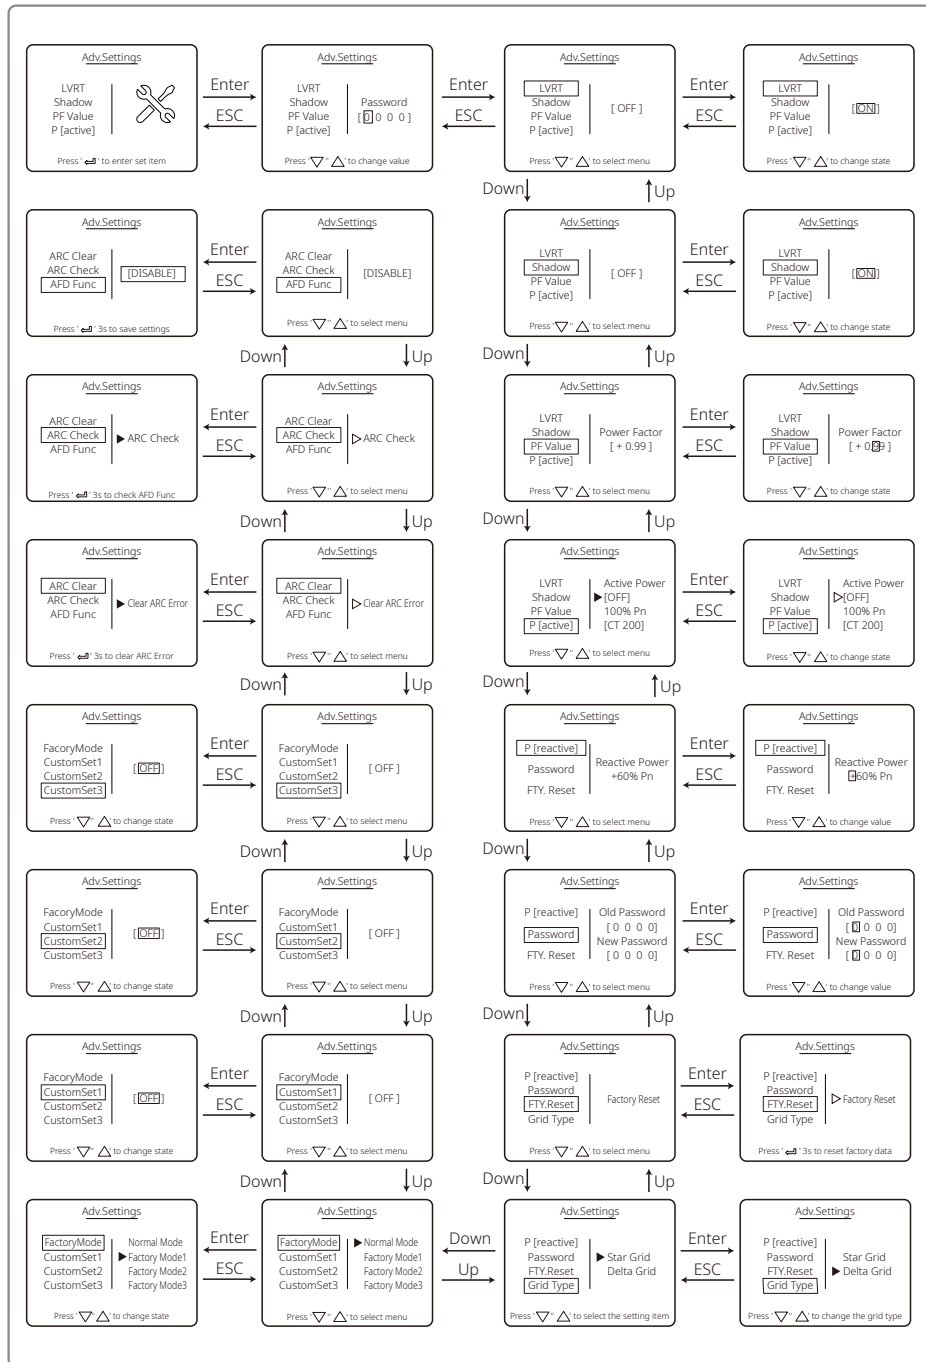 Adv.Settings
LVRT
Shadow
PF Value
P [active]
Press ' ↵ ' to enter set item
Enter
ESC
Adv.Settings
LVRT
Shadow
PF Value
P [active]
Password
[ 0 0 0 0 ]
Press '▽" △' to change value
Enter
ESC
Adv.Settings
LVRT
Shadow
PF Value
P [active]
[ OFF ]
Press '▽" △' to select menu
Enter
ESC
Adv.Settings
LVRT
Shadow
PF Value
P [active]
[ON]
Press '▽" △' to change state
Down
Up
Adv.Settings
ARC Clear
ARC Check
AFD Func
[DISABLE]
Press ' ↵ ' 3s to save settings
Enter
ESC
Adv.Settings
ARC Clear
ARC Check
AFD Func
[DISABLE]
Press '▽" △' to select menu
Adv.Settings
LVRT
Shadow
PF Value
P [active]
[ OFF ]
Press '▽" △' to select menu
Enter
ESC
Adv.Settings
LVRT
Shadow
PF Value
P [active]
[ON]
Press '▽" △' to change state
Down
Up
Down
Up
Adv.Settings
ARC Clear
ARC Check
AFD Func
▶ ARC Check
Press ' ↵ ' 3s to check AFD Func
Enter
ESC
Adv.Settings
ARC Clear
ARC Check
AFD Func
▷ ARC Check
Press '▽" △' to select menu
Adv.Settings
LVRT
Shadow
PF Value
P [active]
Power Factor
[ + 0.99 ]
Press '▽" △' to select menu
Enter
ESC
Adv.Settings
LVRT
Shadow
PF Value
P [active]
Power Factor
[ + 0.99 ]
Press '▽" △' to change state
Down
Up
Down
Up
Adv.Settings
ARC Clear
ARC Check
AFD Func
▶ Clear ARC Error
Press ' ↵ ' 3s to clear ARC Error
Enter
ESC
Adv.Settings
ARC Clear
ARC Check
AFD Func
▷ Clear ARC Error
Press '▽" △' to select menu
Adv.Settings
LVRT
Shadow
PF Value
P [active]
Active Power
▶[OFF]
100% Pn
[CT 200]
Press '▽" △' to select menu
Enter
ESC
Adv.Settings
LVRT
Shadow
PF Value
P [active]
Active Power
▷[OFF]
100% Pn
[CT 200]
Press '▽" △' to change state
Down
Up
Down
Up
Adv.Settings
FacoryMode
CustomSet1
CustomSet2
CustomSet3
[OFF]
Press '▽" △' to change state
Enter
ESC
Adv.Settings
FacoryMode
CustomSet1
CustomSet2
CustomSet3
[ OFF ]
Press '▽" △' to select menu
Adv.Settings
P [reactive]
Password
FTY. Reset
Reactive Power
+60% Pn
Press '▽" △' to select menu
Enter
ESC
Adv.Settings
P [reactive]
Password
FTY. Reset
Reactive Power
+60% Pn
Press '▽" △' to change value
Down
Up
Down
Up
Adv.Settings
FacoryMode
CustomSet1
CustomSet2
CustomSet3
[OFF]
Press '▽" △' to change state
Enter
ESC
Adv.Settings
FacoryMode
CustomSet1
CustomSet2
CustomSet3
[ OFF ]
Press '▽" △' to select menu
Adv.Settings
P [reactive]
Password
FTY. Reset
Old Password
[ 0 0 0 0]
New Password
[ 0 0 0 0]
Press '▽" △' to select menu
Enter
ESC
Adv.Settings
P [reactive]
Password
FTY. Reset
Old Password
[ 0 0 0 0]
New Password
[ 0 0 0 0]
Press '▽" △' to change value
Down
Up
Down
Up
Adv.Settings
FacoryMode
CustomSet1
CustomSet2
CustomSet3
[OFF]
Press '▽" △' to change state
Enter
ESC
Adv.Settings
FacoryMode
CustomSet1
CustomSet2
CustomSet3
[ OFF ]
Press '▽" △' to select menu
Adv.Settings
P [reactive]
Password
FTY.Reset
Grid Type
Factory Reset
Press '▽" △' to select menu
Enter
ESC
Adv.Settings
P [reactive]
Password
FTY.Reset
Grid Type
▷ Factory Reset
Press ' ↵ ' 3s to reset factory data
Down
Up
Down
Up
Adv.Settings
FactoryMode
CustomSet1
CustomSet2
CustomSet3
Normal Mode
▶ Factory Mode1
Factory Mode2
Factory Mode3
Press '▽" △' to change state
Enter
ESC
Adv.Settings
FactoryMode
CustomSet1
CustomSet2
CustomSet3
▶ Normal Mode
Factory Mode1
Factory Mode2
Factory Mode3
Press '▽" △' to select menu
Down
Up
Adv.Settings
P [reactive]
Password
FTY.Reset
Grid Type
▶ Star Grid
Delta Grid
Press '▽" △' to select the setting item
Enter
ESC
Adv.Settings
P [reactive]
Password
FTY.Reset
Grid Type
Star Grid
▶ Delta Grid
Press '▽" △' to change the grid type